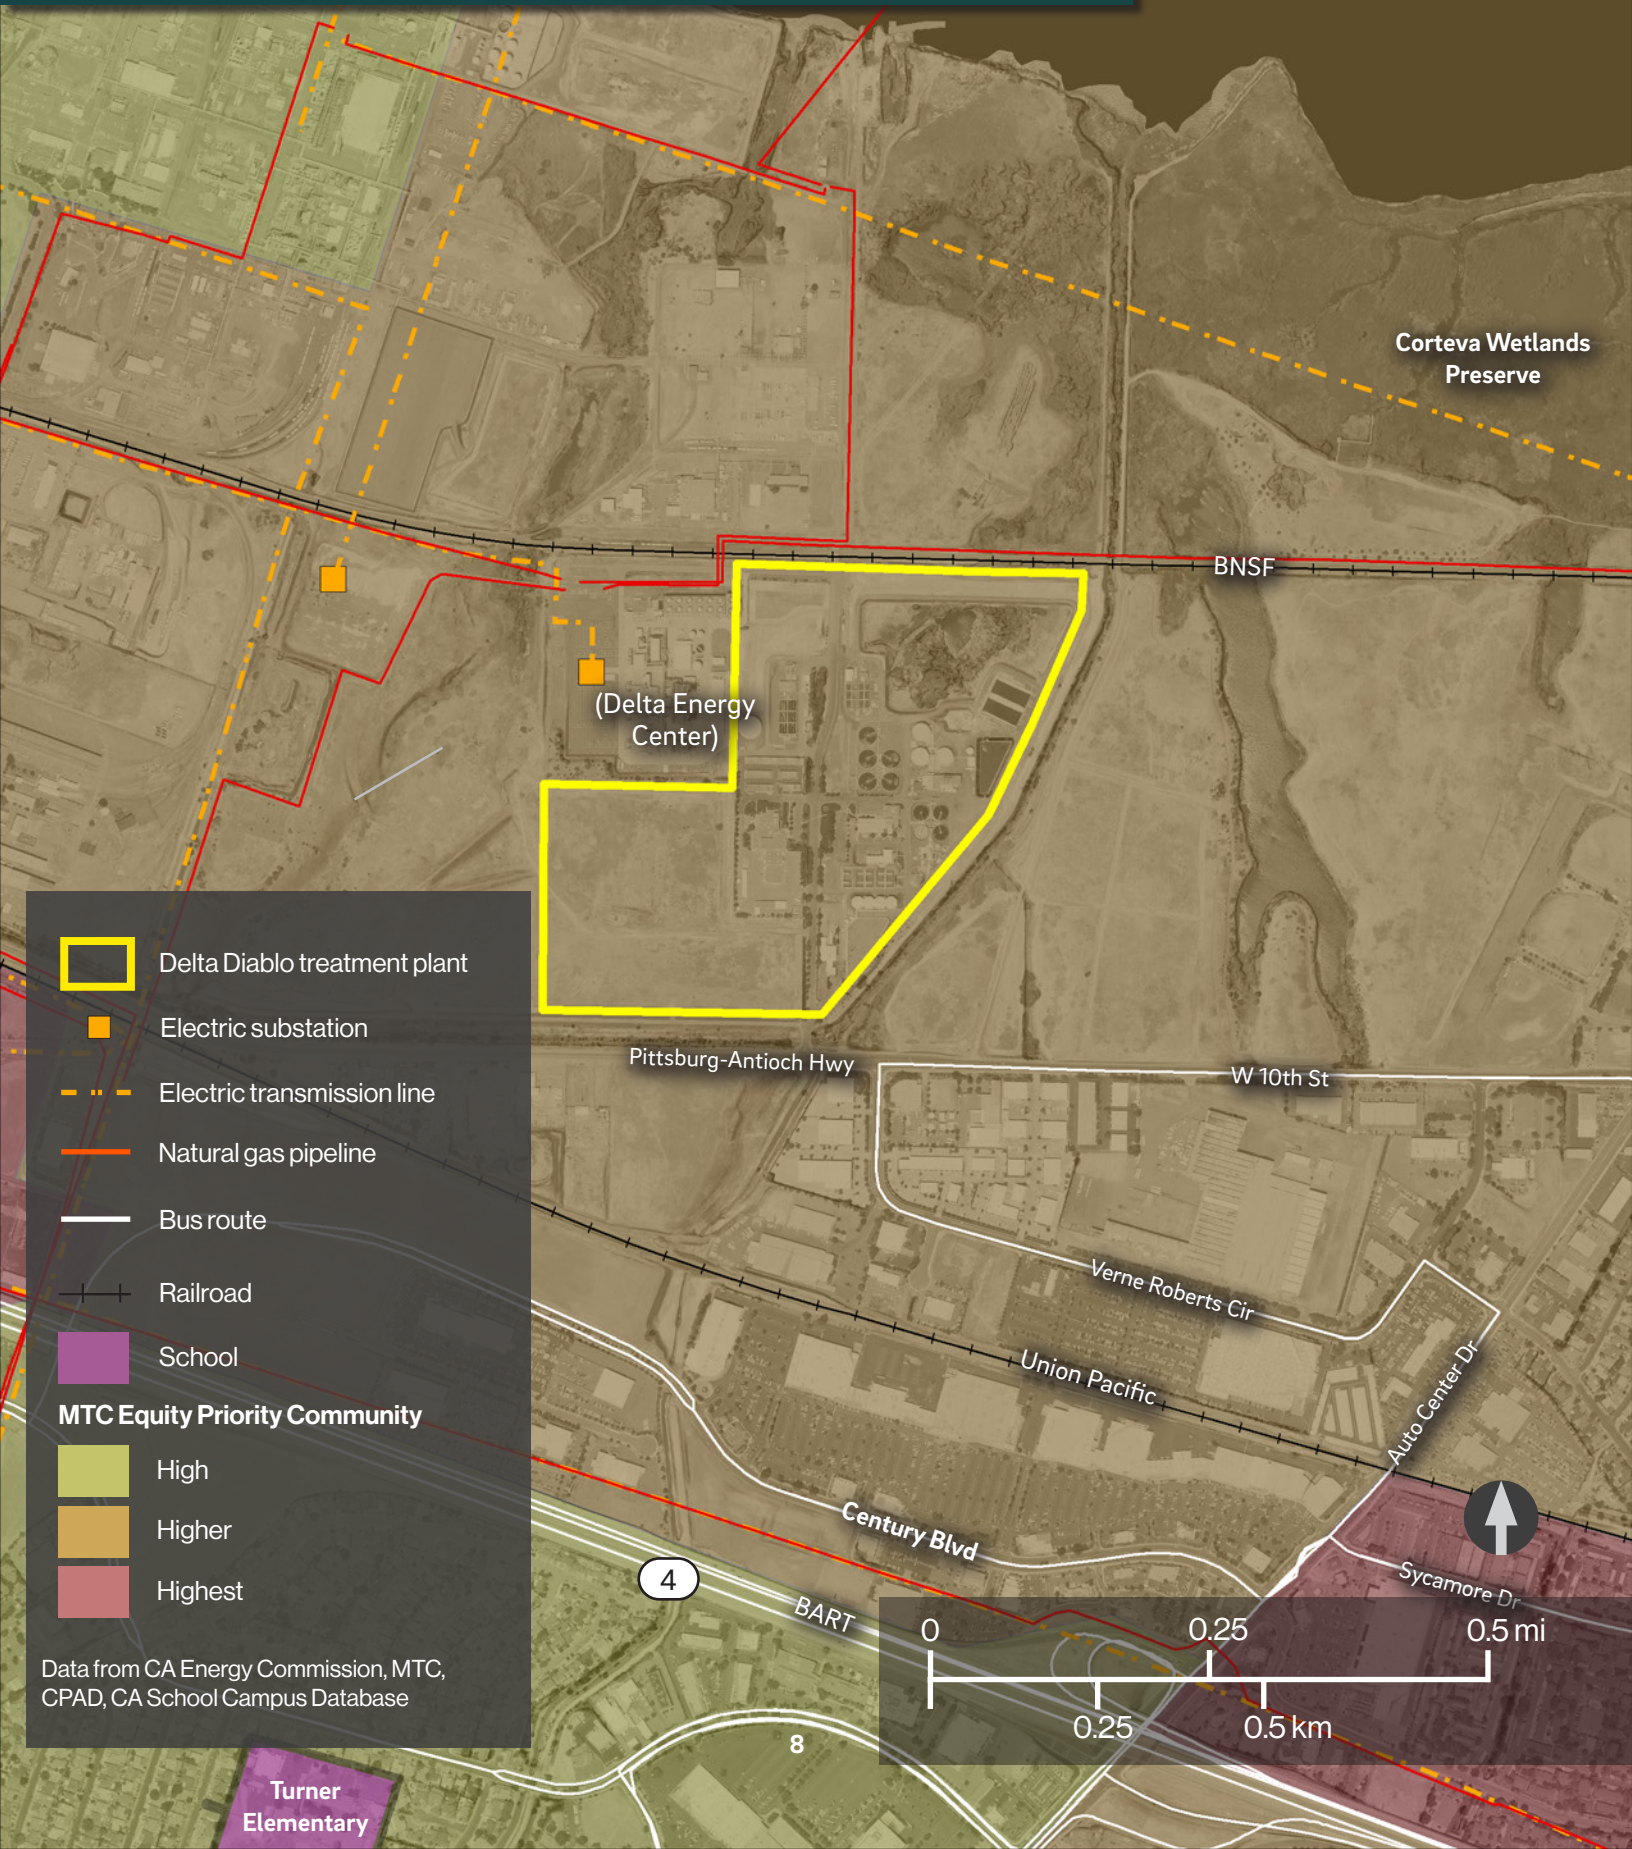 Corteva Wetlands
Preserve
BNSF
(Delta Energy
Center)
Pittsburg-Antioch Hwy
W 10th St
Verne Roberts Cir
Union Pacific
Auto Center Dr
Century Blvd
Sycamore Dr
4
BART
8
Turner
Elementary
Delta Diablo treatment plant
Electric substation
Electric transmission line
Natural gas pipeline
Bus route
Railroad
School
MTC Equity Priority Community
High
Higher
Highest
Data from CA Energy Commission, MTC,
CPAD, CA School Campus Database
0 0.25 0.5 mi
0.25 0.5 km